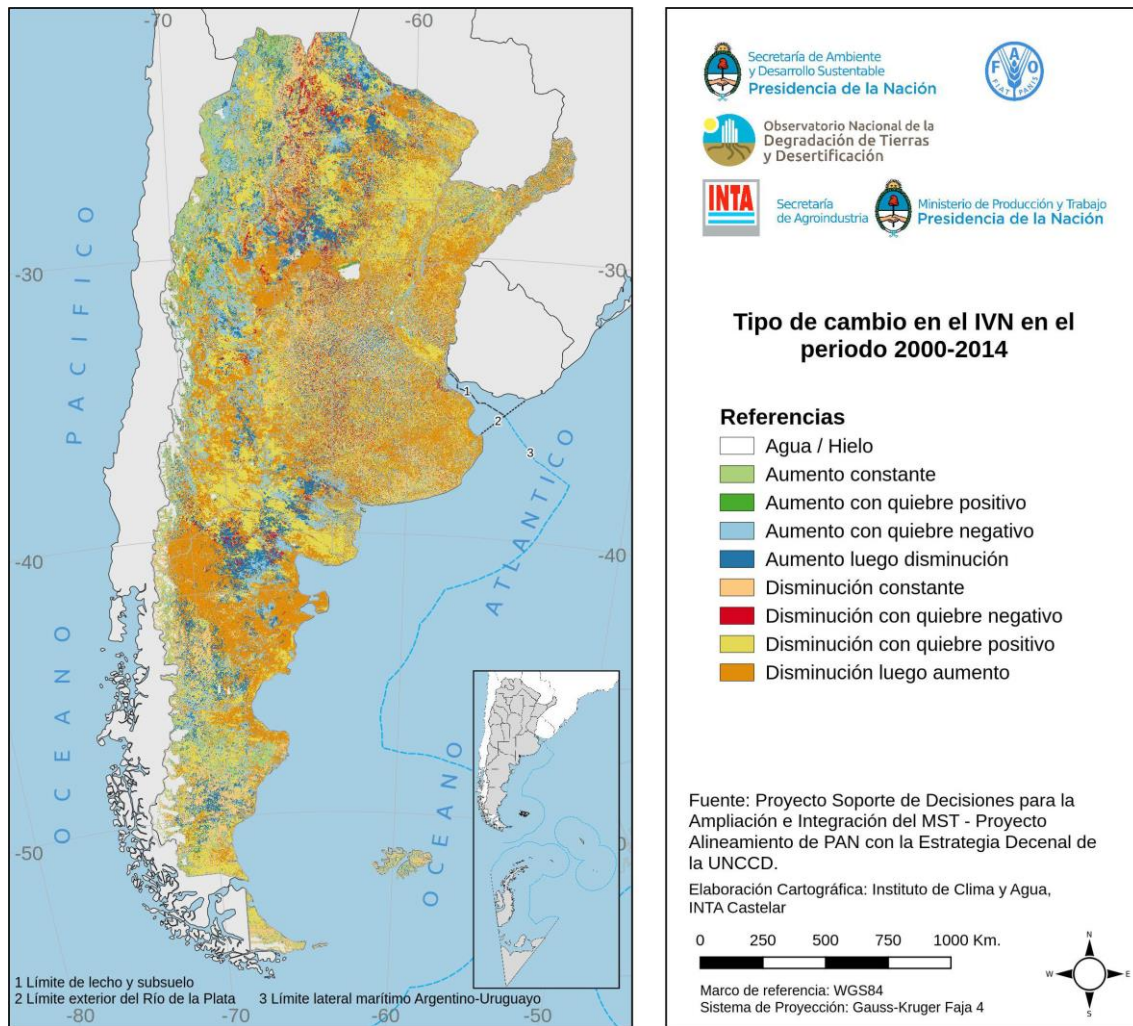 -70
-60
-30
-30
-40
-40
-50
-80
-70
-60
-50
OCEANO PACIFICO
OCEANO ATLANTICO
1
2
3
1 Límite de lecho y subsuelo
2 Límite exterior del Río de la Plata 3 Límite lateral marítimo Argentino-Uruguayo
Secretaría de Ambiente
y Desarrollo Sustentable
Presidencia de la Nación
FAO
FIAT PANIS
Observatorio Nacional de la
Degradación de Tierras
y Desertificación
INTA
Secretaría
de Agroindustria
Ministerio de Producción y Trabajo
Presidencia de la Nación
Tipo de cambio en el IVN en el
periodo 2000-2014
Referencias
Agua / Hielo
Aumento constante
Aumento con quiebre positivo
Aumento con quiebre negativo
Aumento luego disminución
Disminución constante
Disminución con quiebre negativo
Disminución con quiebre positivo
Disminución luego aumento
Fuente: Proyecto Soporte de Decisiones para la
Ampliación e Integración del MST - Proyecto
Alineamiento de PAN con la Estrategia Decenal de
la UNCCD.
Elaboración Cartográfica: Instituto de Clima y Agua,
INTA Castelar
0 250 500 750 1000 Km.
Marco de referencia: WGS84
Sistema de Proyección: Gauss-Kruger Faja 4
N
W E
S